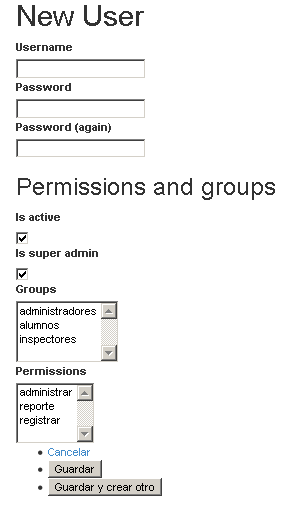 New User
Username
Password
Password (again)
Permissions and groups
Is active
Is super admin
Groups
administradores
alumnos
inspectores
Permissions
administrar
reporte
registrar
Cancelar
Guardar
Guardar y crear otro